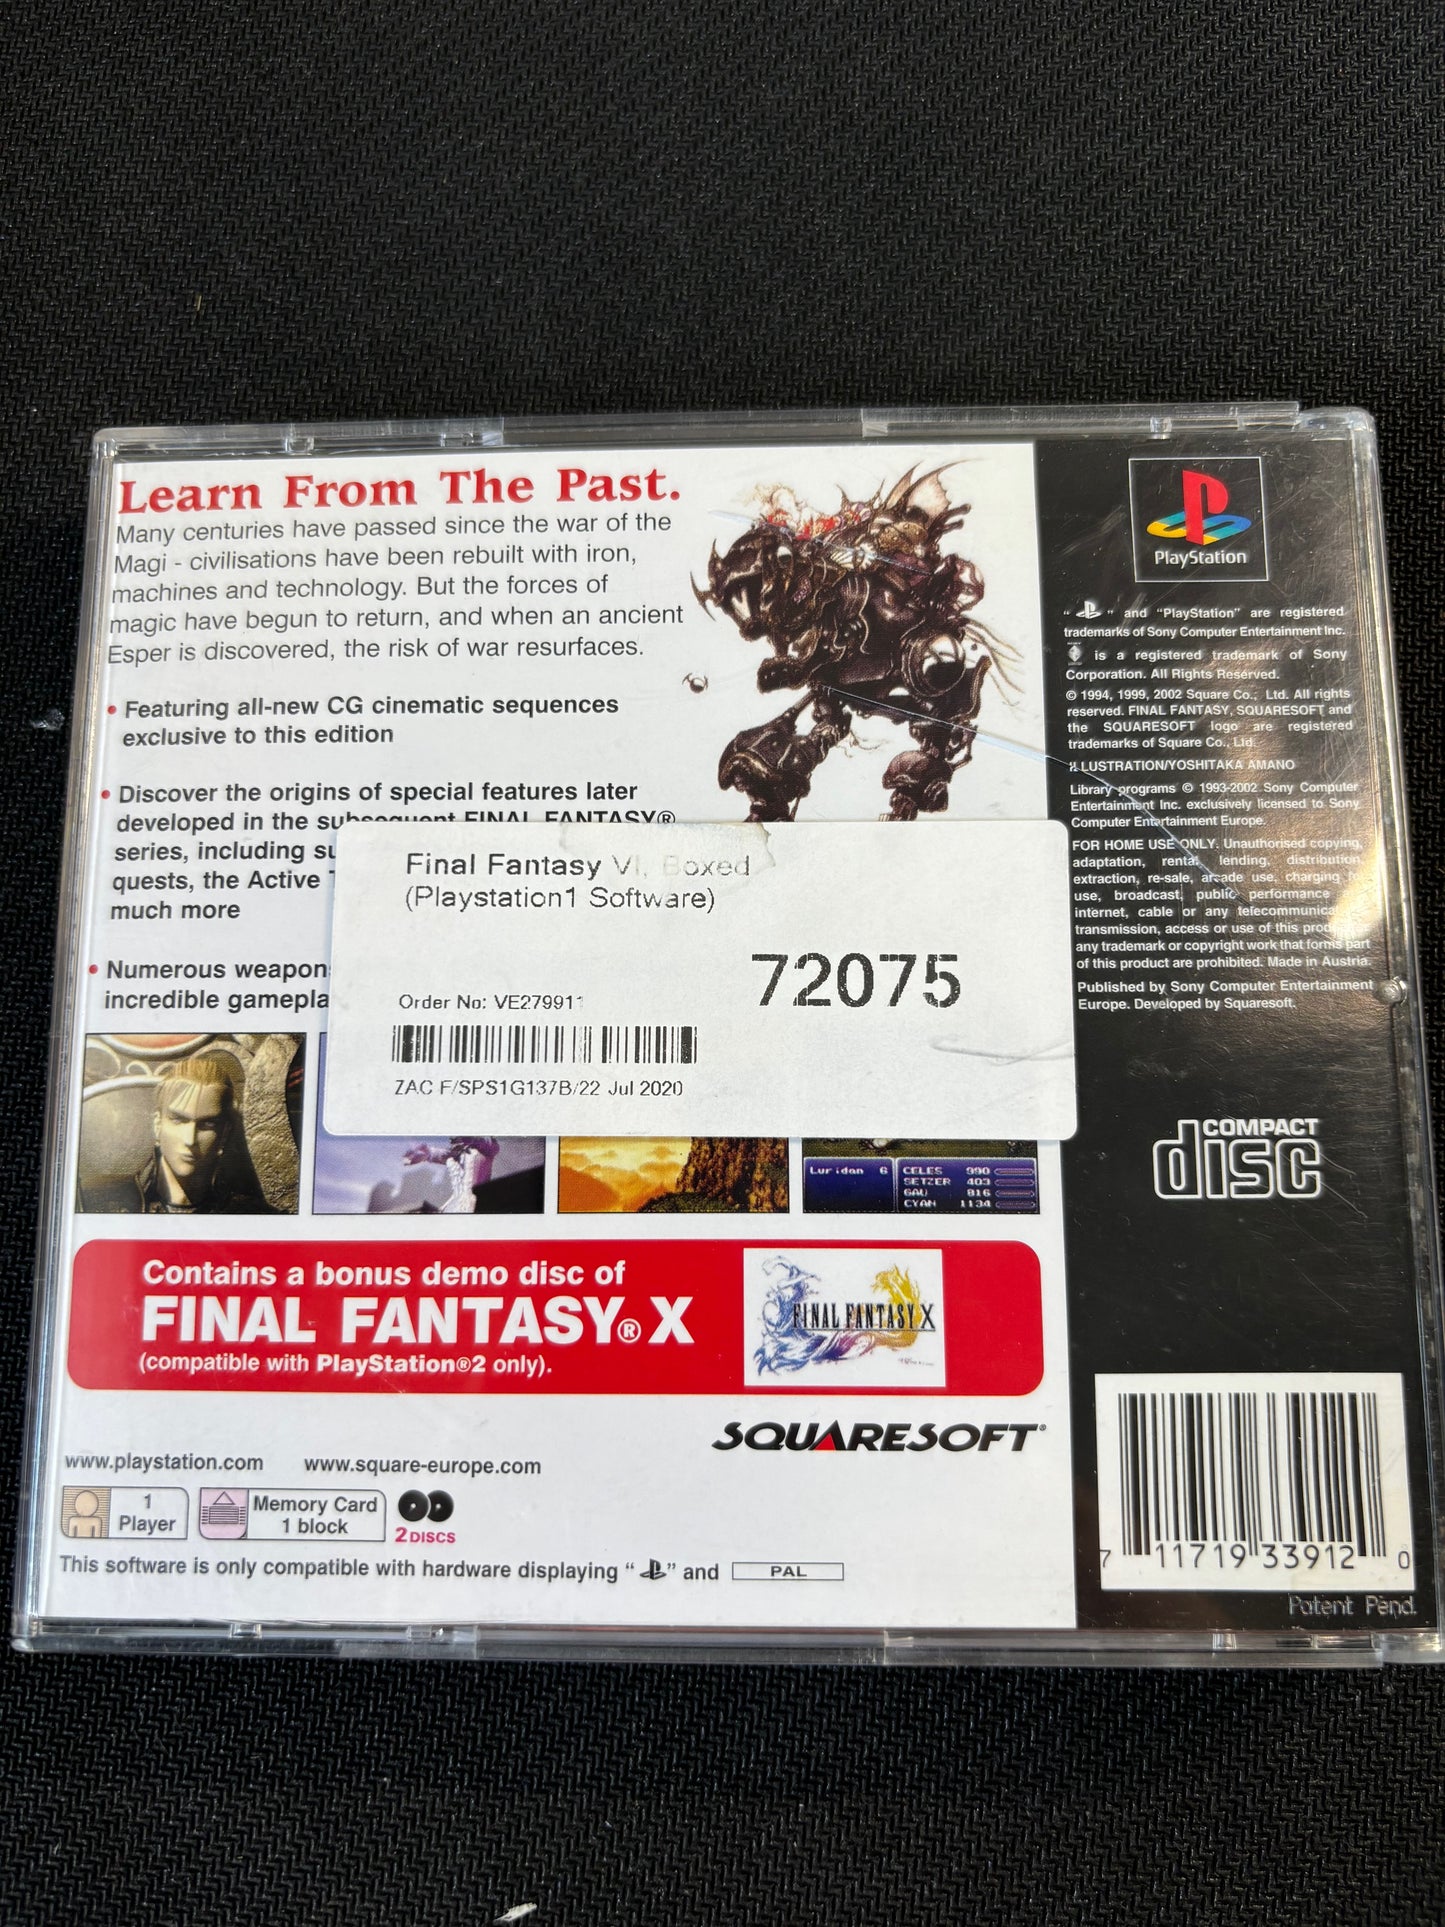 Learn From The Past.
Many centuries have passed since the war of the
Magi - civilisations have been rebuilt with iron,
machines and technology. But the forces of
magic have begun to return, and when an ancient
Esper is discovered, the risk of war resurfaces.
• Featuring all-new CG cinematic sequences
exclusive to this edition
• Discover the origins of special features later
developed in the subsequent FINAL FANTASY®
series, including
quests, the Active
much more
• Numerous weapon
incredible
Final Fantasy VI, Boxed
(Playstation1 Software)
72075
Order No: VE279911
ZAC F/SPS1G137B/22 Jul 2020
Luridan 6
CELES 990
SETZER 403
GAU 816
CYAN 1134
Contains a bonus demo disc of
FINAL FANTASY® X
(compatible with PlayStation®2 only).
FINAL FANTASY X
SQUARESOFT®
www.playstation.com www.square-europe.com
1
Player
Memory Card
1 block
2 DISCS
This software is only compatible with hardware displaying " " and PAL
PlayStation
" " and "PlayStation" are registered
trademarks of Sony Computer Entertainment Inc.
is a registered trademark of Sony
Corporation. All Rights Reserved.
© 1994, 1999, 2002 Square Co., Ltd. All rights
reserved. FINAL FANTASY, SQUARESOFT and
the SQUARESOFT logo are registered
trademarks of Square Co., Ltd.
ILLUSTRATION/YOSHITAKA AMANO
Library programs © 1993-2002 Sony Computer
Entertainment Inc. exclusively licensed to Sony
Computer Entertainment Europe.
FOR HOME USE ONLY. Unauthorised copying,
adaptation, rental, lending, distribution,
extraction, re-sale, arcade use, charging for
use, broadcast, public performance
internet, cable or any
transmission, access or use of this product or
any trademark or copyright work that forms part
of this product are prohibited. Made in Austria.
Published by Sony Computer Entertainment
Europe. Developed by Squaresoft.
COMPACT
disc
7 11719 33912 0
Patent Pend.